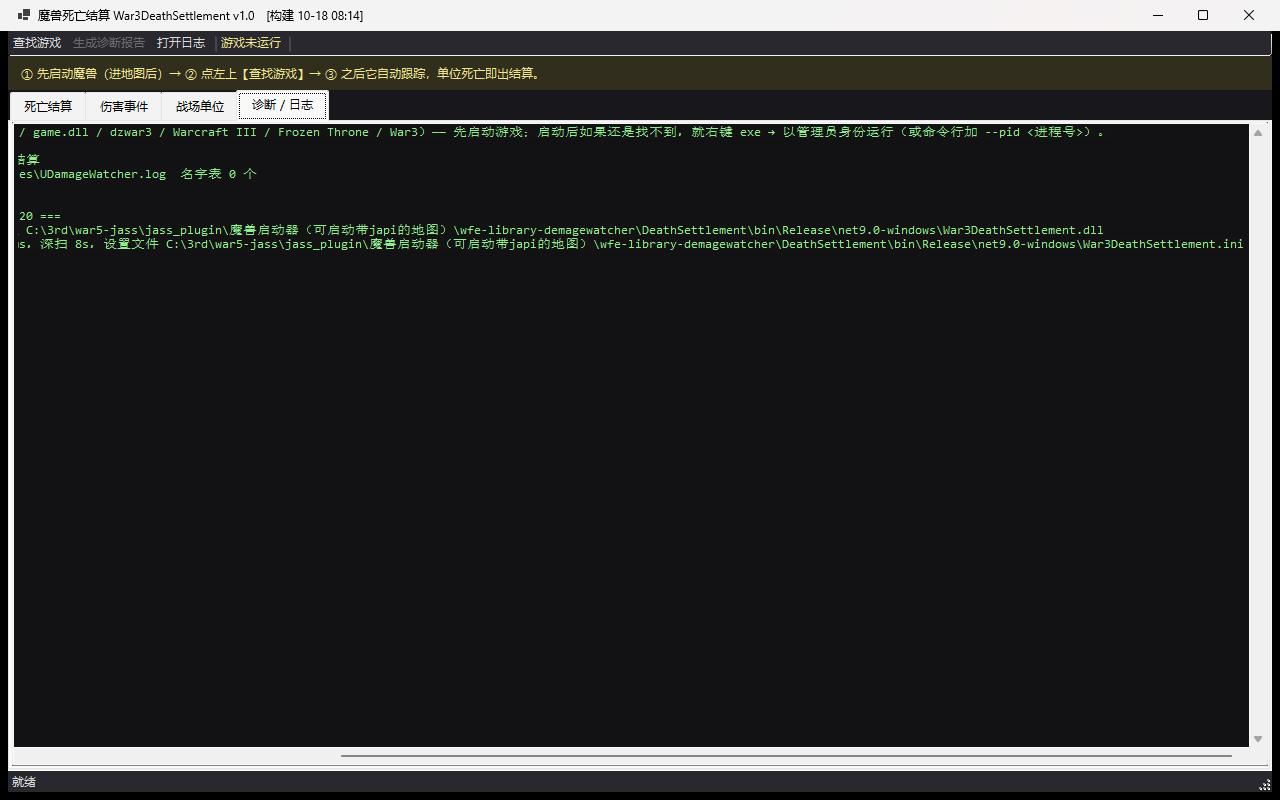 魔兽死亡结算 War3DeathSettlement v1.0 [构建 10-18 08:14]
查找游戏 生成诊断报告 打开日志 | 游戏未运行 |
① 先启动魔兽（进地图后）→ ② 点左上【查找游戏】→ ③ 之后它自动跟踪，单位死亡即出结算。
死亡结算 伤害事件 战场单位 诊断 / 日志
/ game.dll / dzwar3 / Warcraft III / Frozen Throne / War3）—— 先启动游戏；启动后如果还是找不到，就右键 exe → 以管理员身份运行（或命令行加 --pid <进程号>）。
结算
es\UDamageWatcher.log 名字表 0 个
20 ===
C:\3rd\war5-jass\jass_plugin\魔兽启动器（可启动带japi的地图）\wfe-library-demagewatcher\DeathSettlement\bin\Release\net9.0-windows\War3DeathSettlement.dll
s，深扫 8s，设置文件 C:\3rd\war5-jass\jass_plugin\魔兽启动器（可启动带japi的地图）\wfe-library-demagewatcher\DeathSettlement\bin\Release\net9.0-windows\War3DeathSettlement.ini
就绪